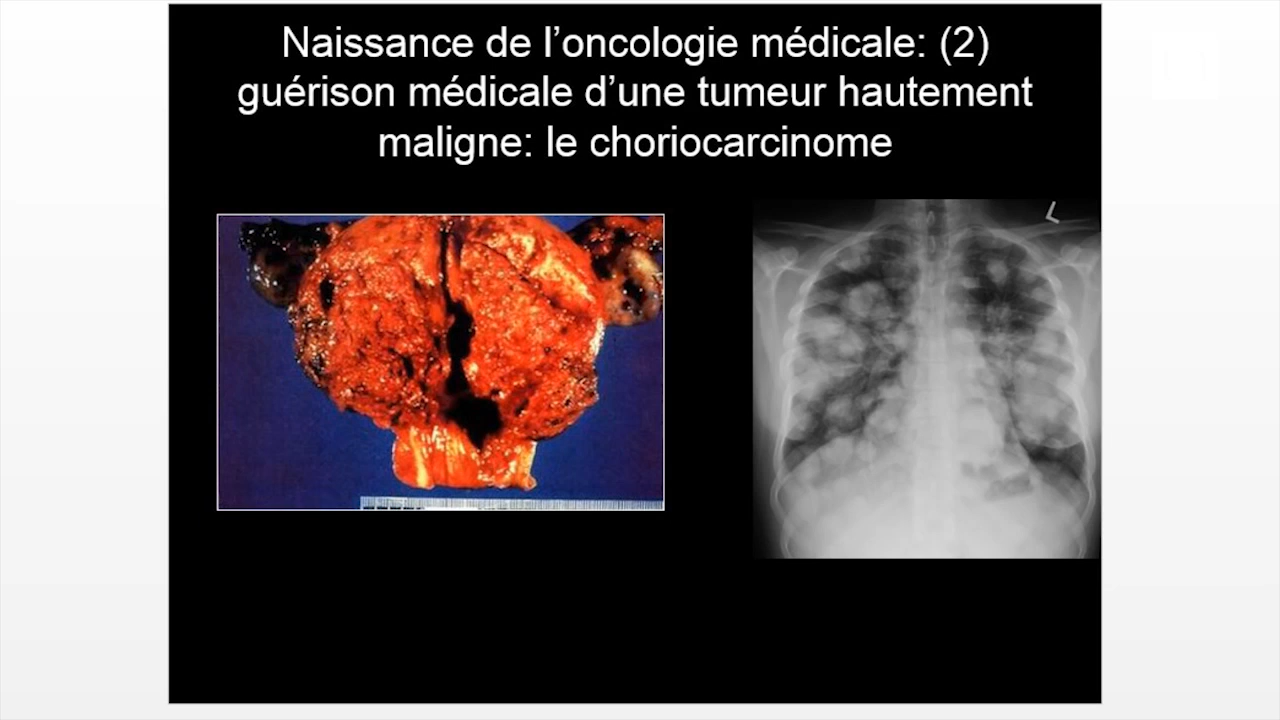 Naissance de l’oncologie médicale: (2)
guérison médicale d’une tumeur hautement
maligne: le choriocarcinome
L